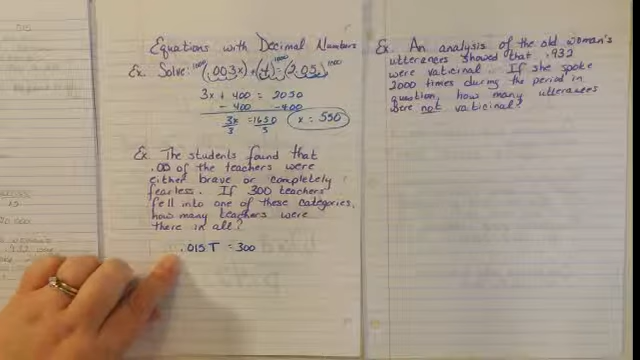 Equations with Decimal Numbers
Ex. Solve: 1000(.003x) + (.4) = (2.05)1000
3x + 400 = 2050
- 400 -400
3x = 1650
3 3
x = 550
Ex. The students found that
of the teachers were
either brave or completely
fearless. If 300 teachers
fell into one of these categories,
how many teachers were
there in all?
.015 T = 300
Ex. An analysis of the old woman's
utterances showed that .932
were vaticinal. If she spoke
2000 times during the period in
question, how many utterances
were not vaticinal?